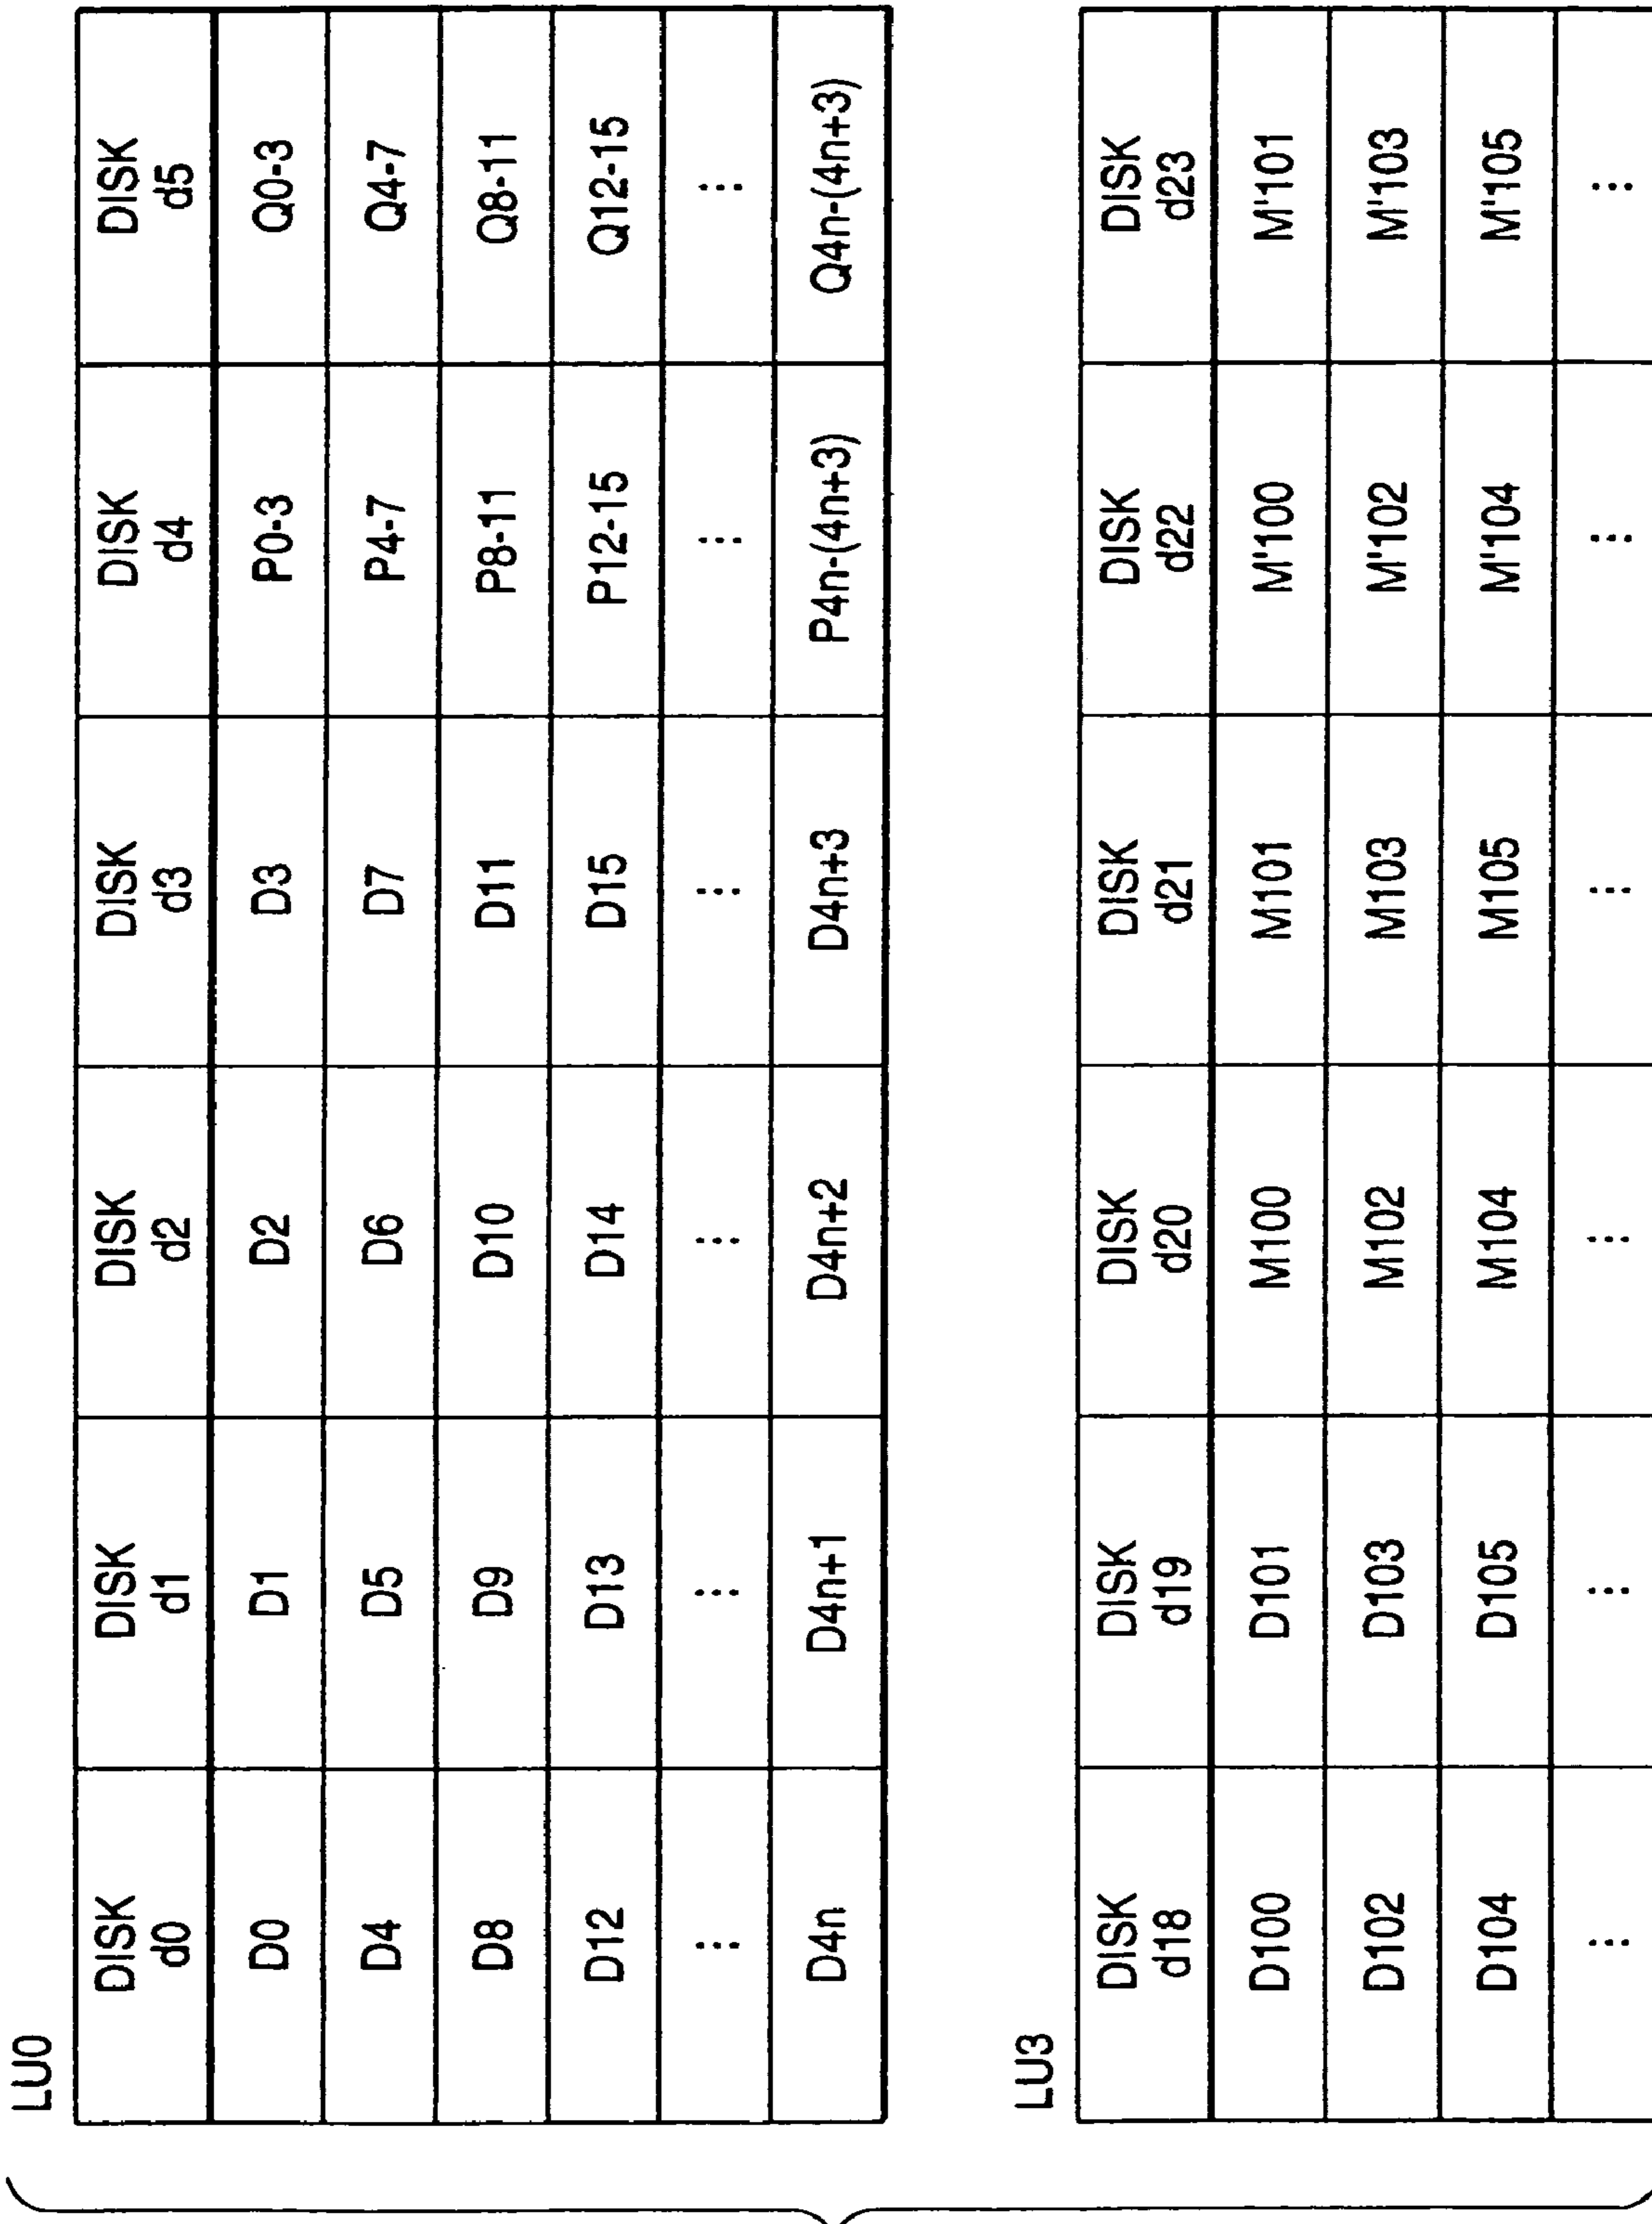 LU0
DISK d0 DISK d1 DISK d2 DISK d3 DISK d4 DISK d5
D0 D1 D2 D3 P0-3 Q0-3
D4 D5 D6 D7 P4-7 Q4-7
D8 D9 D10 D11 P8-11 Q8-11
D12 D13 D14 D15 P12-15 Q12-15
... ... ... ... ... ...
D4n D4n+1 D4n+2 D4n+3 P4n-(4n+3) Q4n-(4n+3)
LU3
DISK d18 DISK d19 DISK d20 DISK d21 DISK d22 DISK d23
D100 D101 M100 M101 M'100 M'101
D102 D103 M102 M103 M'102 M'103
D104 D105 M104 M105 M'104 M'105
... ... ... ... ... ...